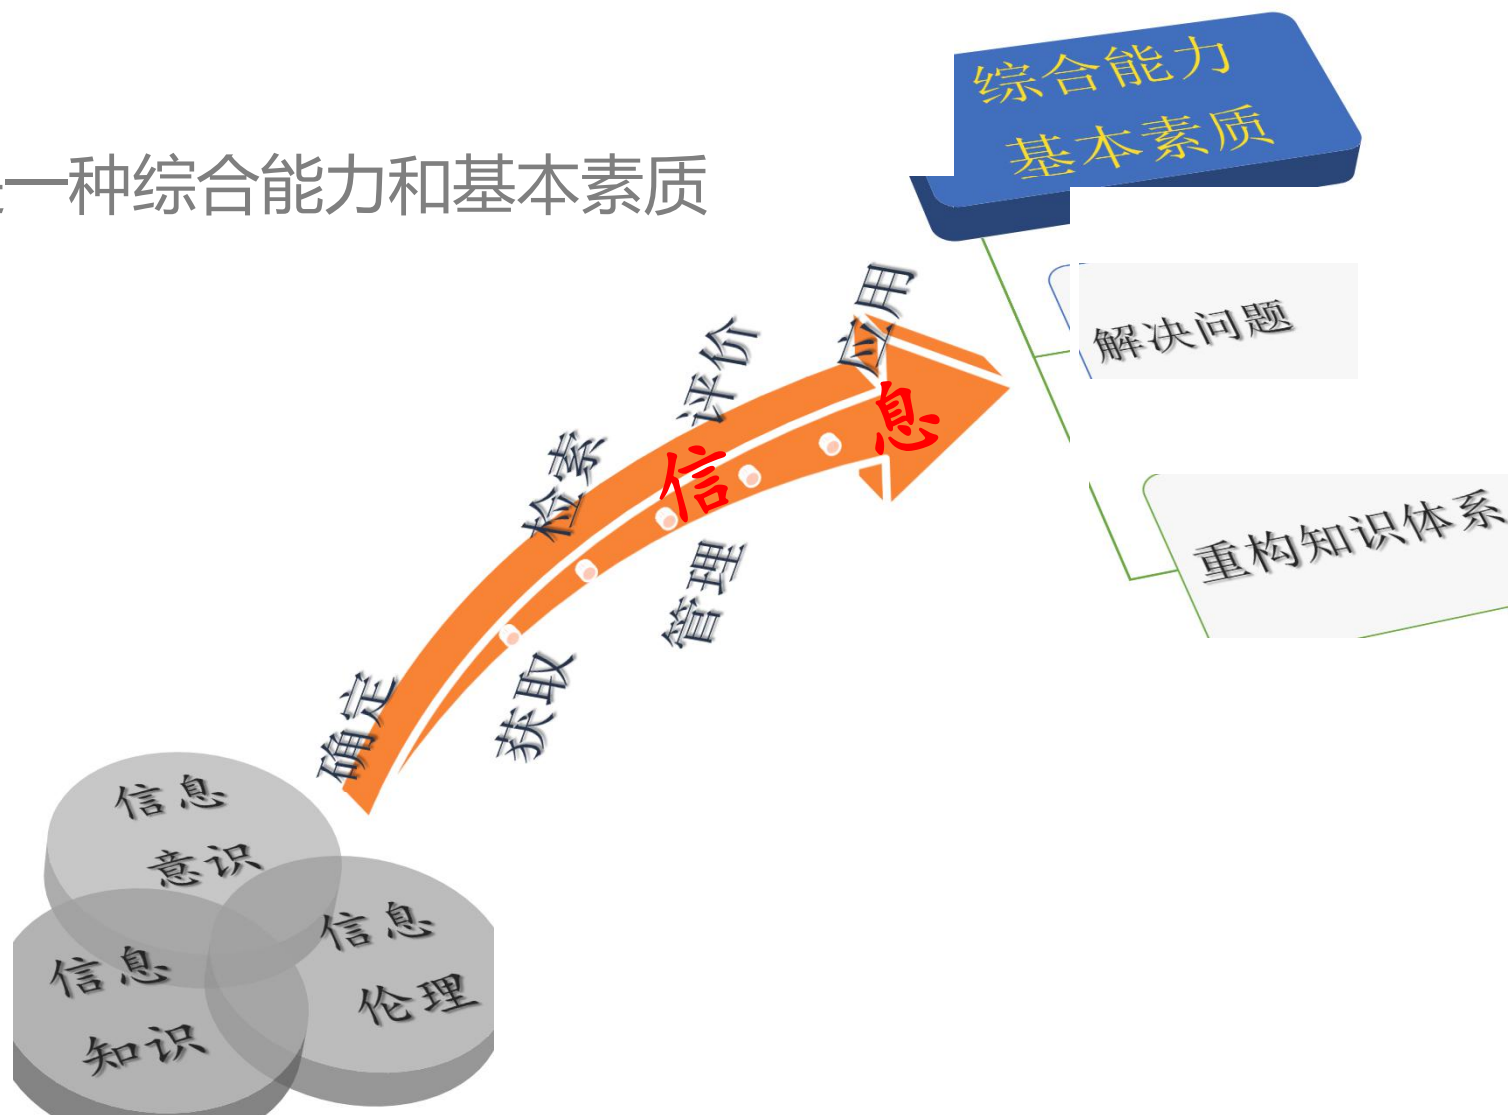 综合能力
基本素质
一种综合能力和基本素质
解决问题
重构知识体系
应用
评价
检索
信息
管理
获取
确定
信息
意识
信息
伦理
信息
知识